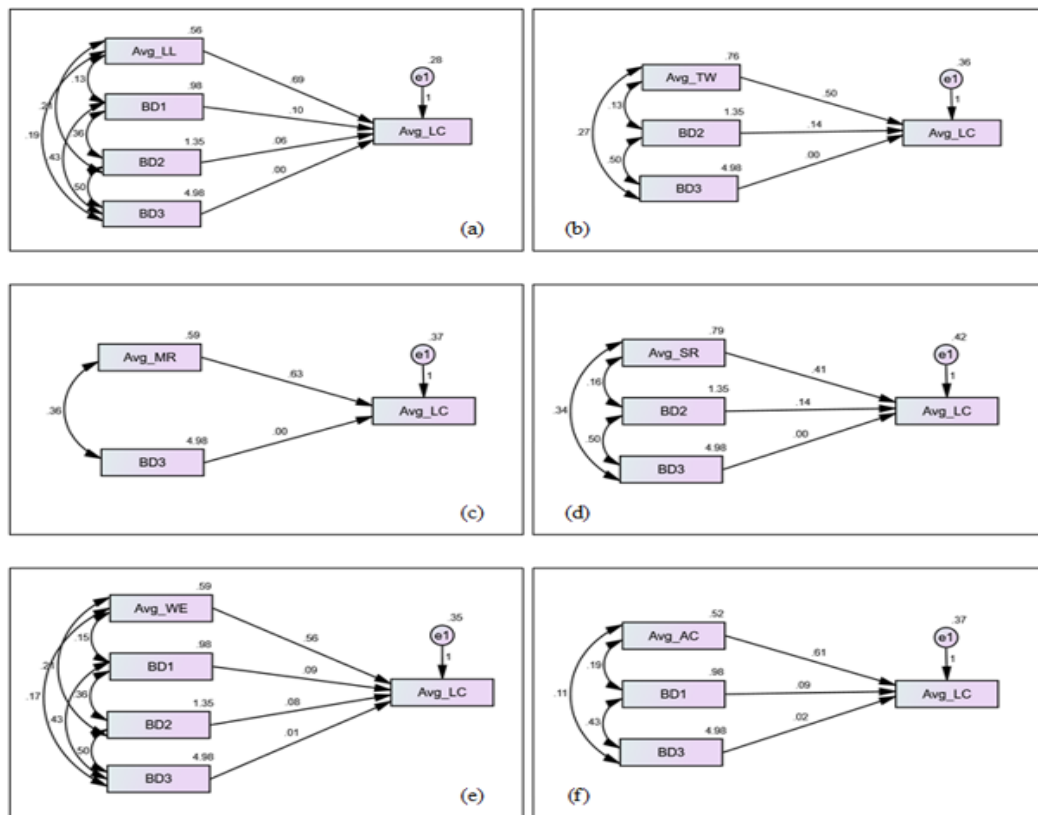 .56
Avg_LL
.28
e1
.13
.69
1
.98
BD1
.10
.21
Avg_LC
.19
.36
1.35
.06
BD2
.43
.00
.50
4.98
BD3
(a)
.76
Avg_TW
.36
e1
.50
1
.13
1.35
.27
BD2
.14
Avg_LC
.50
4.98
.00
BD3
(b)
.59
Avg_MR
.37
e1
.63
1
.36
Avg_LC
4.98
.00
BD3
(c)
.79
Avg_SR
.42
e1
.16
.41
1
1.35
.34
BD2
.14
Avg_LC
.50
4.98
.00
BD3
(d)
.59
Avg_WE
.35
e1
.15
.56
1
.98
BD1
.09
.21
Avg_LC
.17
.36
1.35
.08
BD2
.43
.01
.50
4.98
BD3
(e)
.52
Avg_AC
.37
e1
.19
.61
1
.98
.11
BD1
.09
Avg_LC
.43
4.98
.02
BD3
(f)